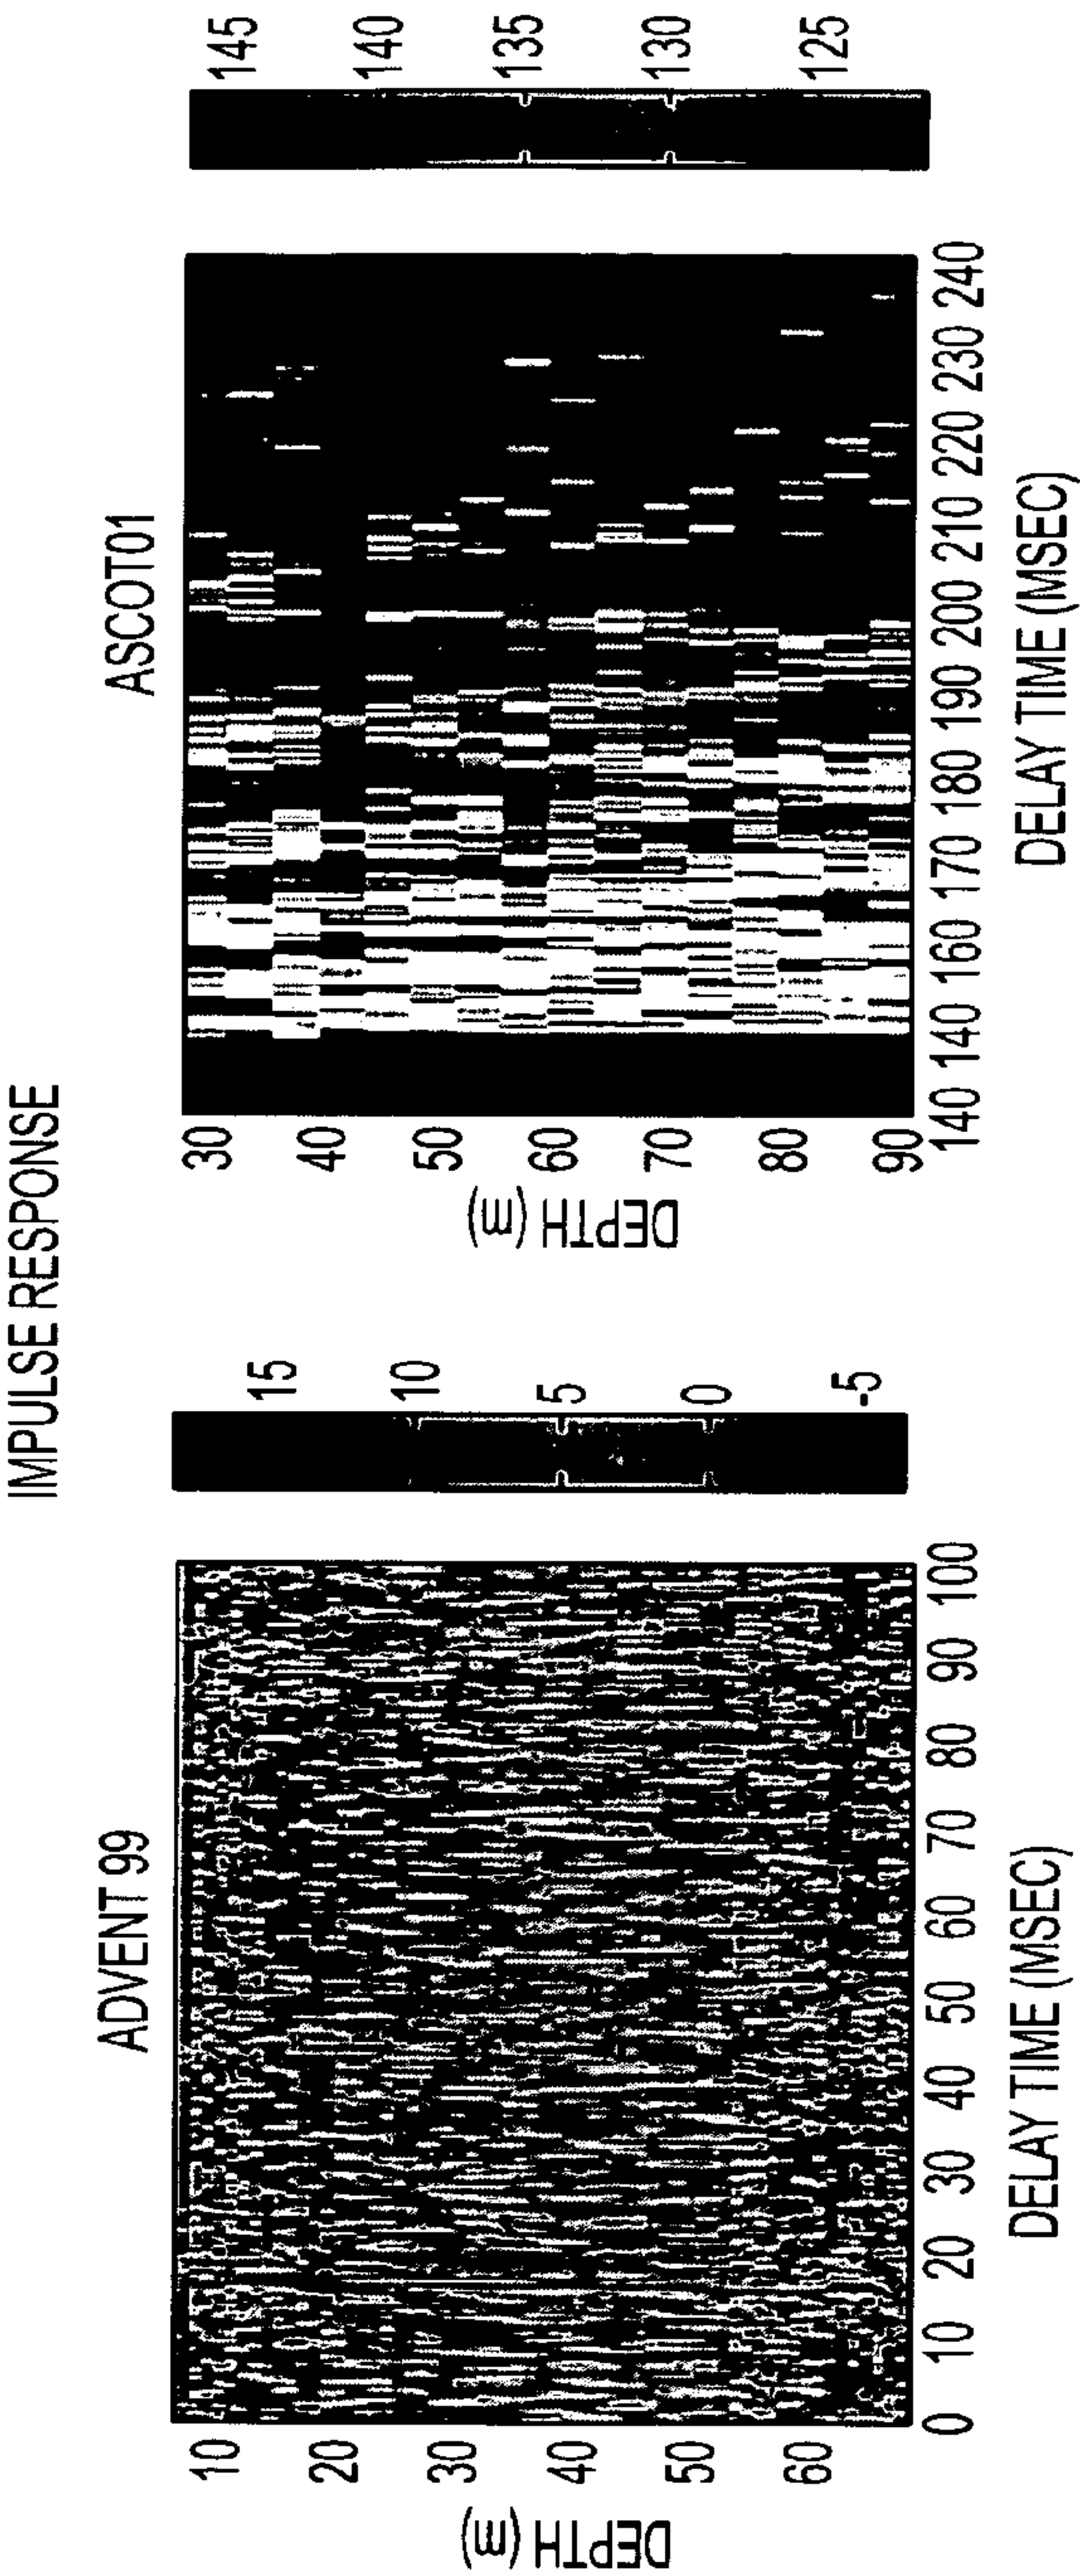 IMPULSE RESPONSE
ADVENT 99
DEPTH (m)
10
20
30
40
50
60
0 10 20 30 40 50 60 70 80 90 100
DELAY TIME (MSEC)
15
10
5
0
-5
ASCOT01
DEPTH (m)
30
40
50
60
70
80
90
140 140 160 170 180 190 200 210 220 230 240
DELAY TIME (MSEC)
145
140
135
130
125